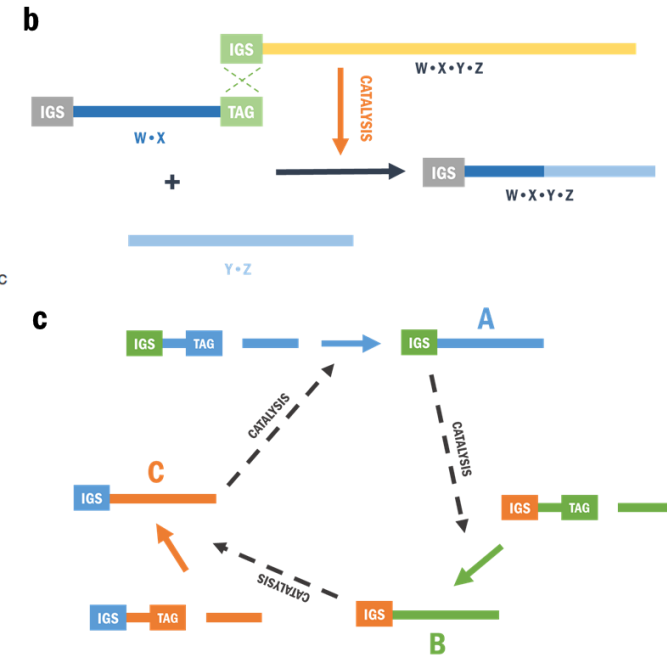 b
IGS
W•X•Y•Z
CATALYSIS
IGS
TAG
W•X
+
IGS
W•X•Y•Z
Y•Z
c
c
A
IGS
TAG
IGS
CATALYSIS
CATALYSIS
C
IGS
IGS
TAG
CATALYSIS
IGS
TAG
IGS
B